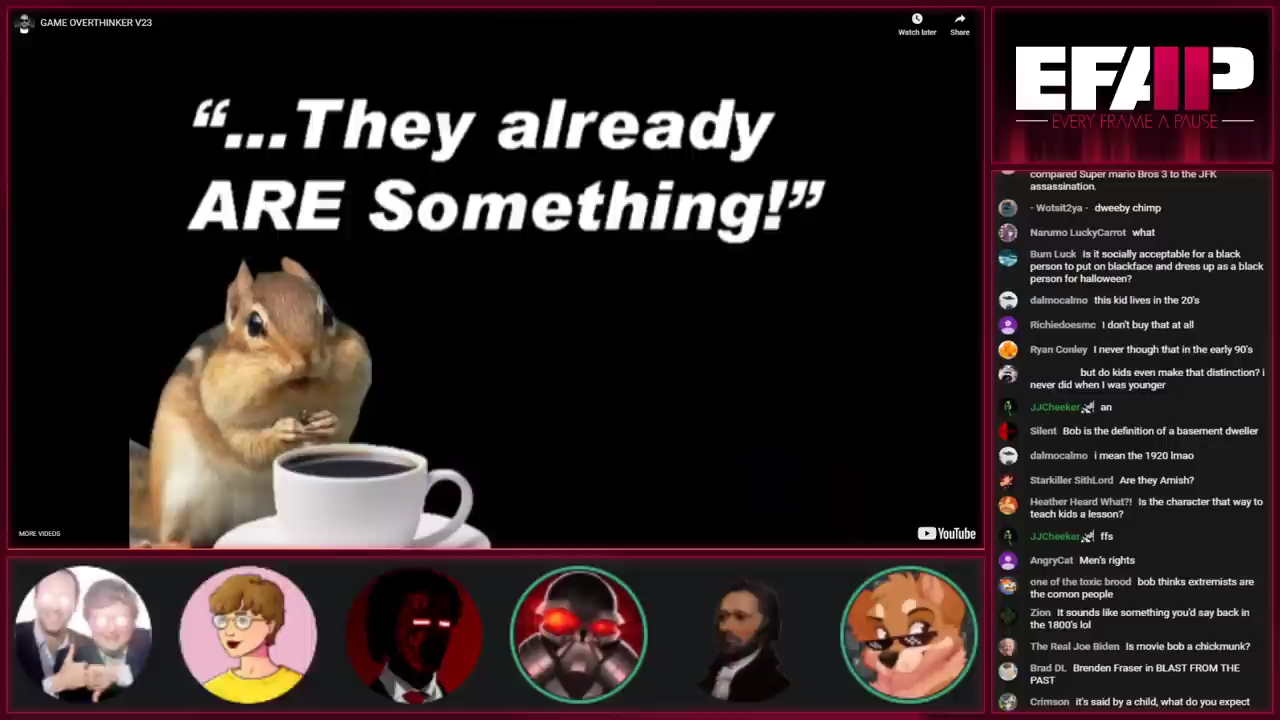 GAME OVERTHINKER V23
Watch later
Share
"...They already
ARE Something!"
MORE VIDEOS
YouTube
EFAP
EVERY FRAME A PAUSE
compared Super mario Bros 3 to the JFK
assassination.
- Wotsit2ya - dweeby chimp
Narumo LuckyCarrot what
Burn Luck Is it socially acceptable for a black
person to put on blackface and dress up as a black
person for halloween?
dalmocalmo this kid lives in the 20's
Richiedoesmc I don't buy that at all
Ryan Conley I never though that in the early 90's
but do kids even make that distinction? i
never did when I was younger
JJCheeker an
Silent Bob is the definition of a basement dweller
dalmocalmo i mean the 1920 lmao
Starkiller SithLord Are they Amish?
Heather Heard What?! Is the character that way to
teach kids a lesson?
JJCheeker ffs
AngryCat Men's rights
one of the toxic brood bob thinks extremists are
the comon people
Zion It sounds like something you'd say back in
the 1800's lol
The Real Joe Biden Is movie bob a chickmunk?
Brad DL Brenden Fraser in BLAST FROM THE
PAST
Crimson it's said by a child, what do you expect